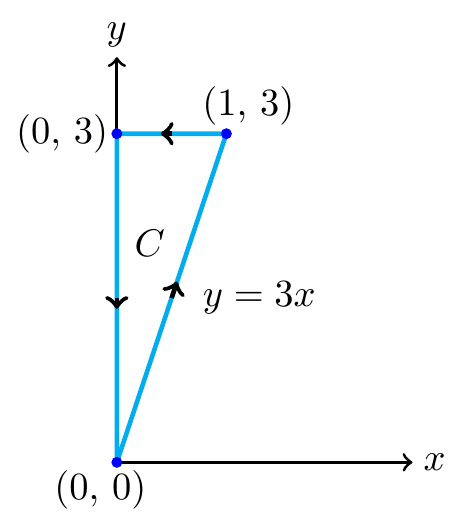 y
(1, 3)
(0, 3)
C
y = 3x
x
(0, 0)